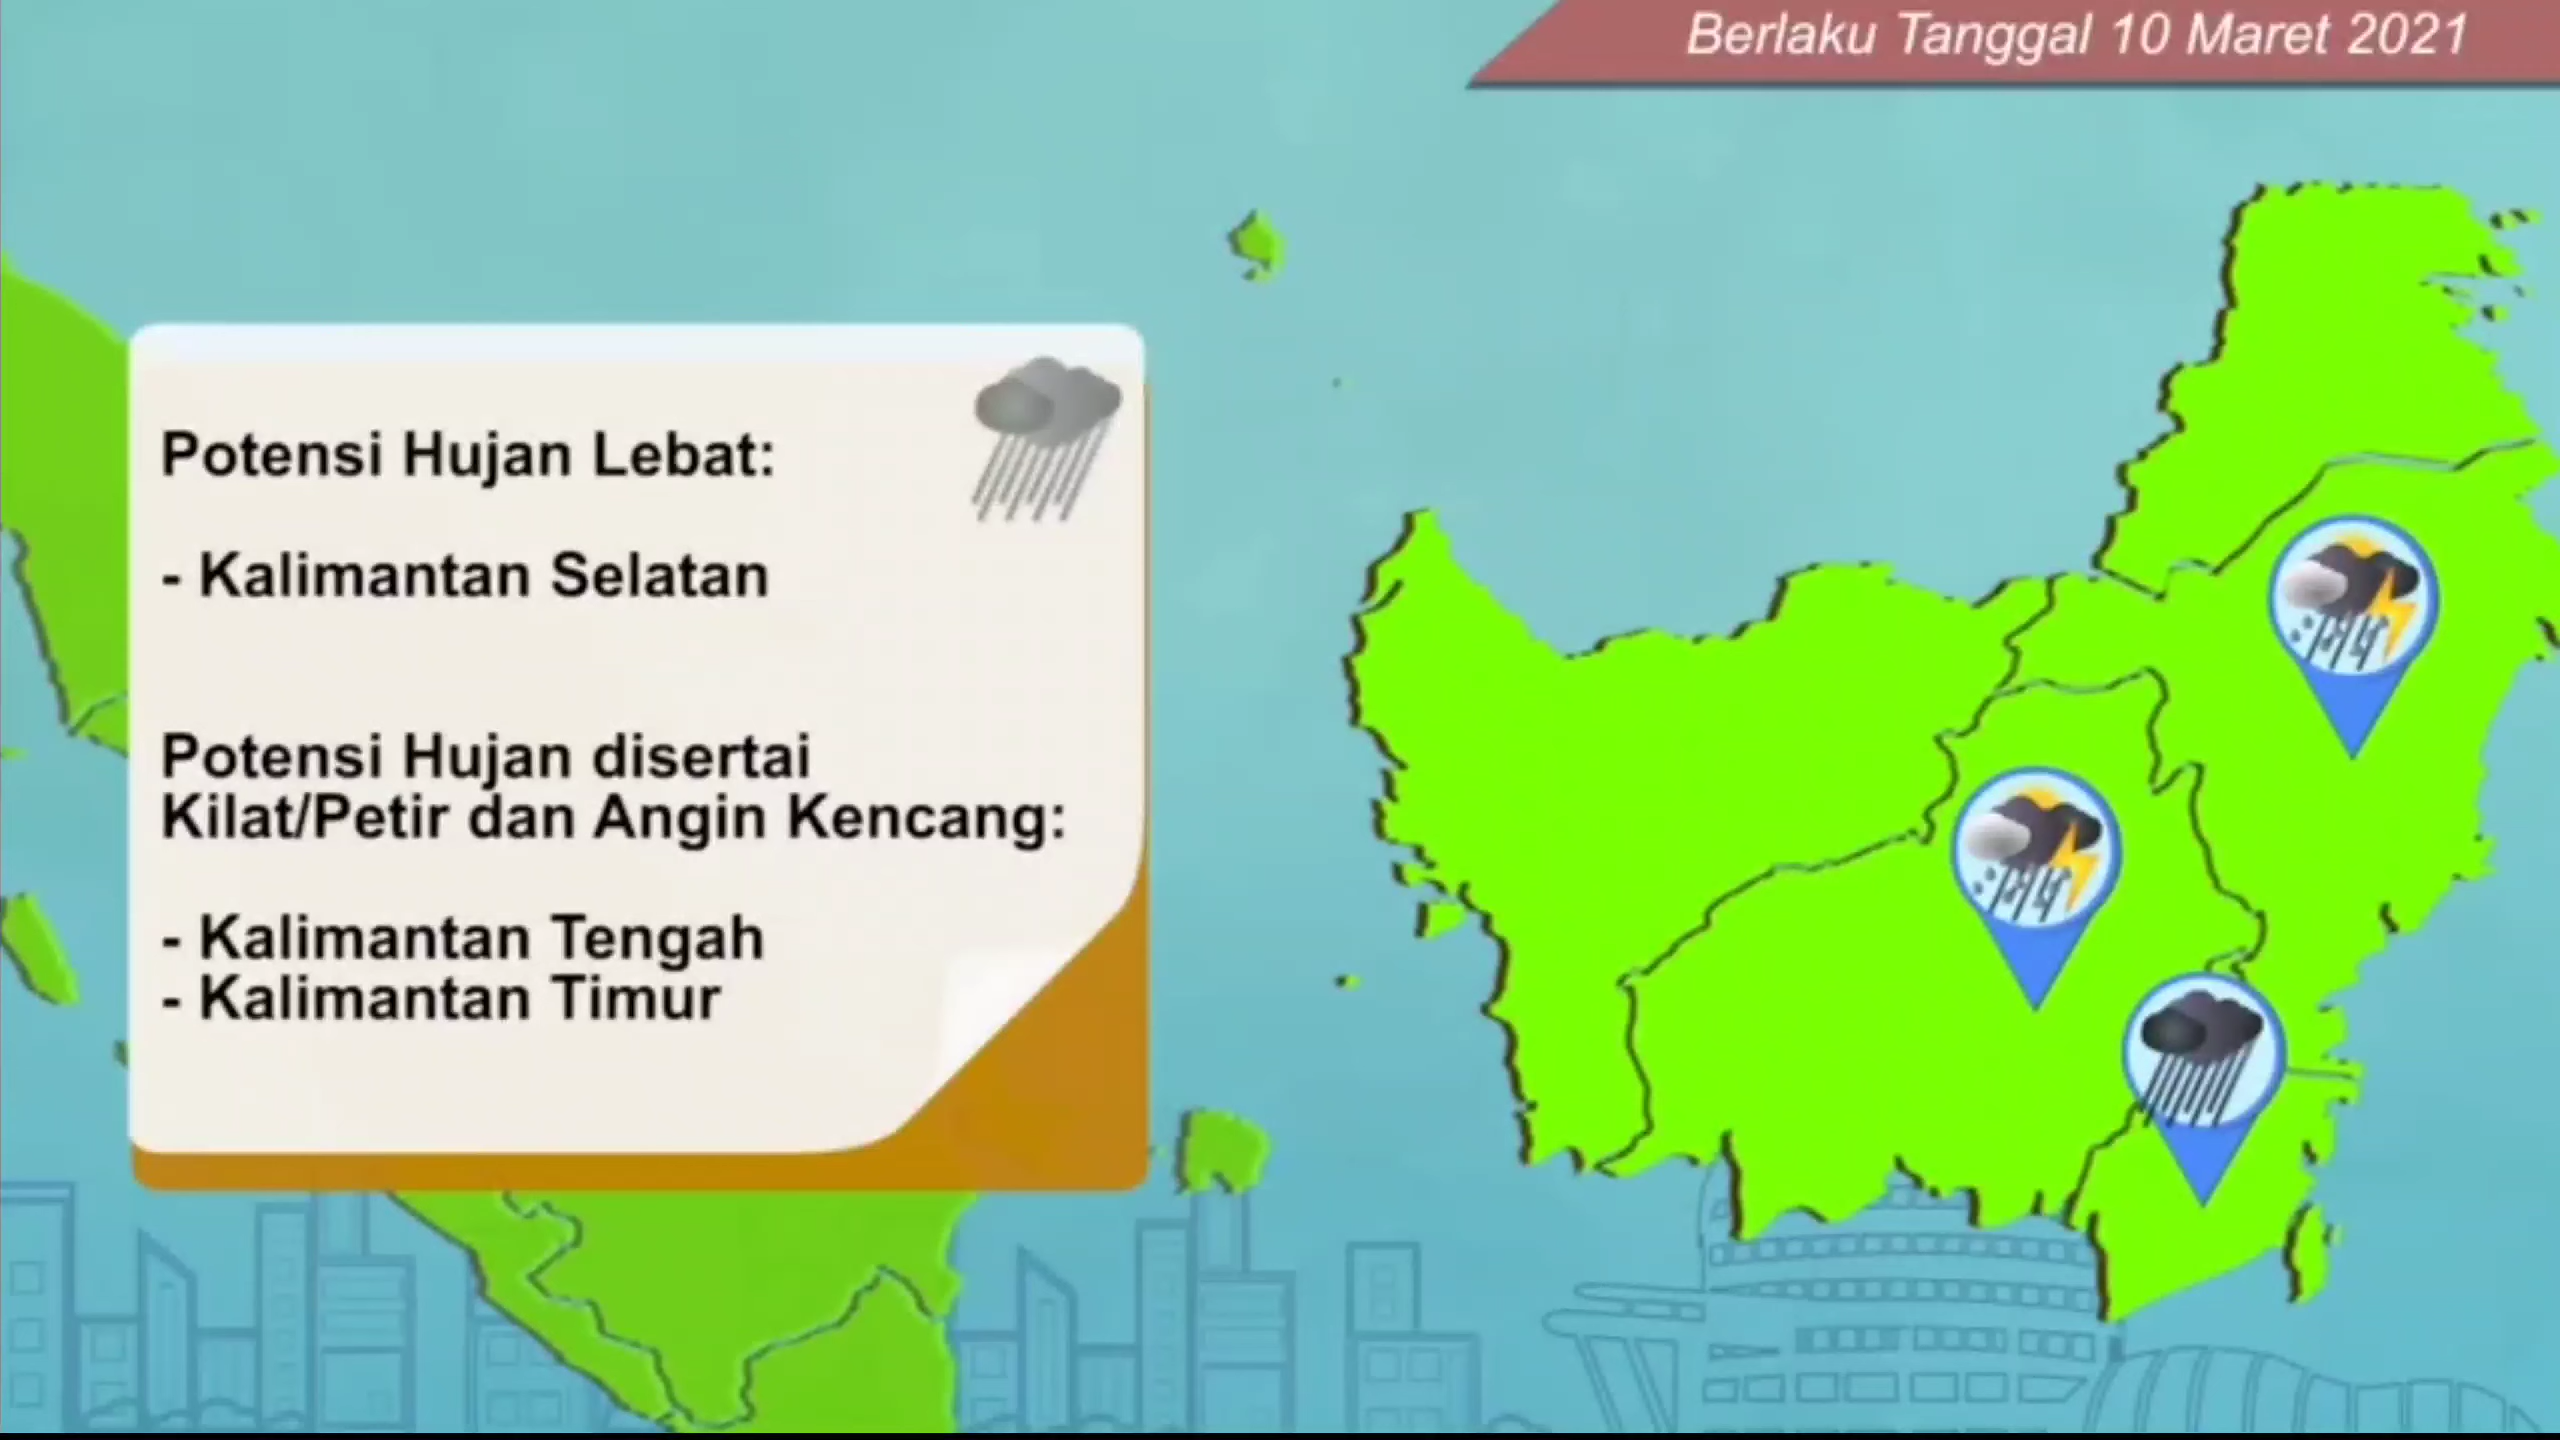 Berlaku Tanggal 10 Maret 2021
Potensi Hujan Lebat:
- Kalimantan Selatan
Potensi Hujan disertai
Kilat/Petir dan Angin Kencang:
- Kalimantan Tengah
- Kalimantan Timur